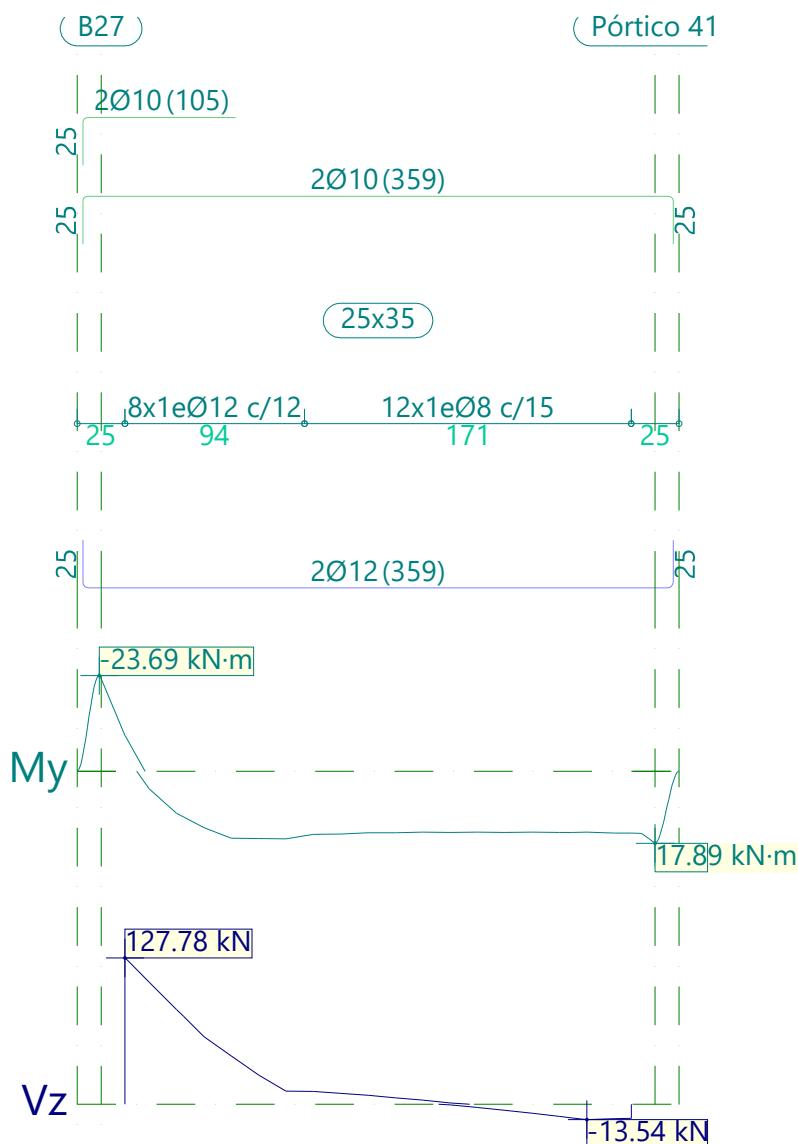 B27
Pórtico 41
2Ø10 (105)
25
2Ø10 (359)
25
25
25x35
8x1eØ12 c/12
12x1eØ8 c/15
25
94
171
25
25
2Ø12 (359)
25
-23.69 kN·m
My
17.89 kN·m
127.78 kN
Vz
-13.54 kN